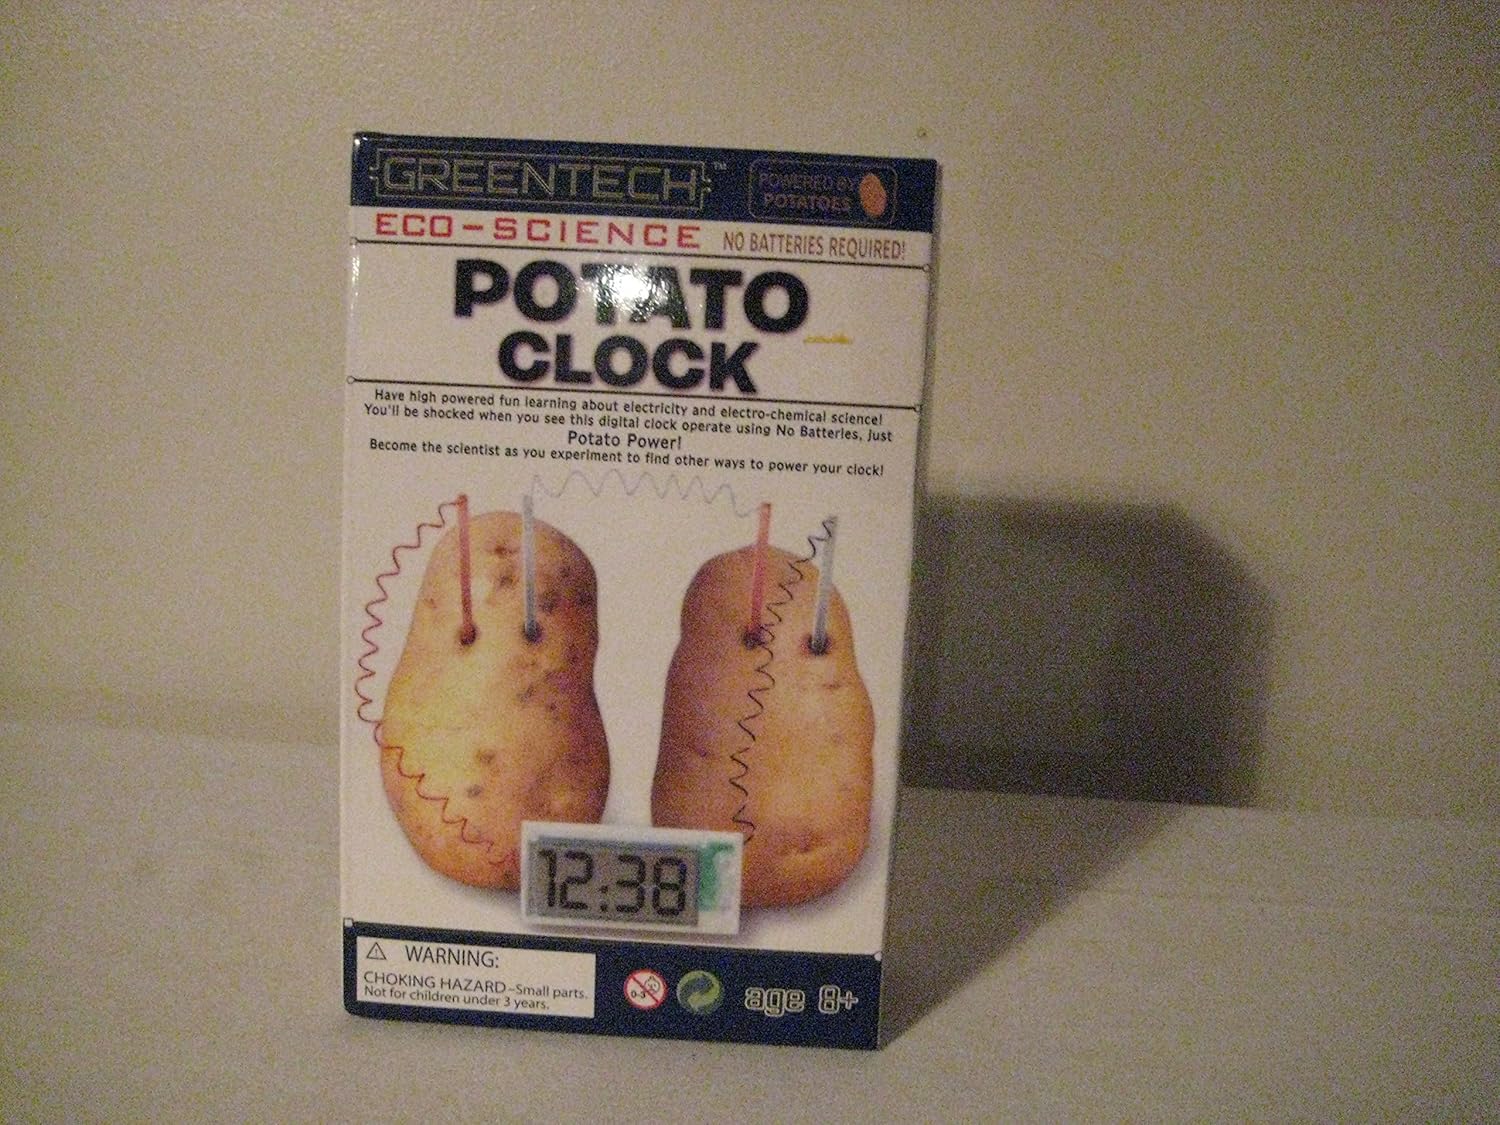 GREENTECH™
POWERED BY
POTATOES
ECO-SCIENCE
NO BATTERIES REQUIRED!
POTATO
CLOCK
Have high powered fun learning about electricity and electro-chemical science!
You'll be shocked when you see this digital clock operate using No Batteries, Just
Potato Power!
Become the scientist as you experiment to find other ways to power your clock!
12:38
WARNING:
CHOKING HAZARD-Small parts.
Not for children under 3 years.
0-3
age 8+